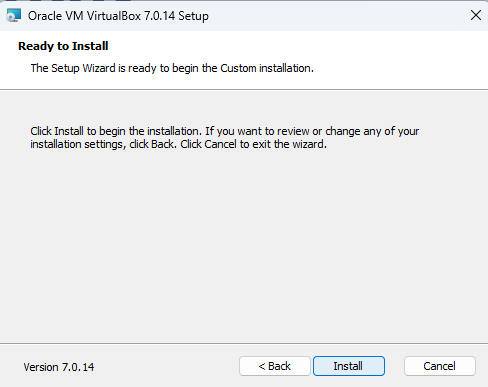 Oracle VM VirtualBox 7.0.14 Setup
Ready to Install
The Setup Wizard is ready to begin the Custom installation.
Click Install to begin the installation. If you want to review or change any of your
installation settings, click Back. Click Cancel to exit the wizard.
Version 7.0.14
< Back
Install
Cancel